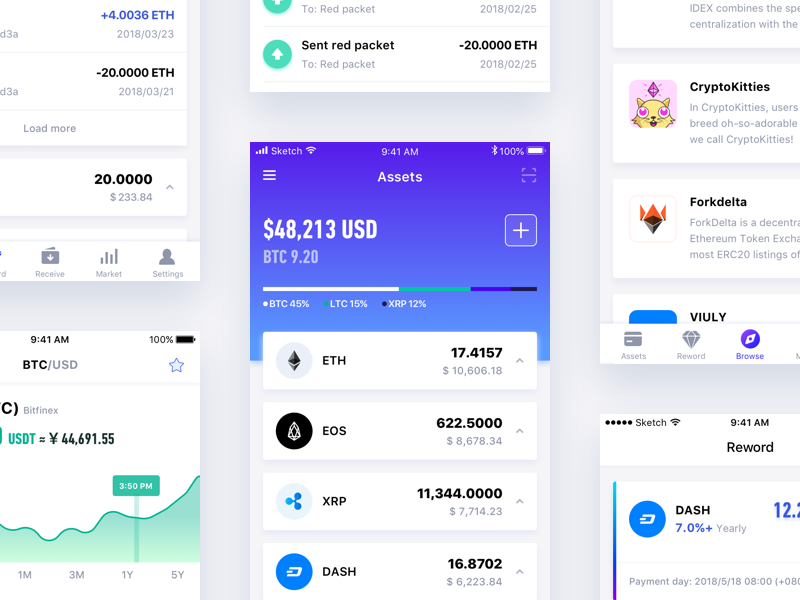 +4.0036 ETH
d3a
2018/03/23
-20.0000 ETH
d3a
2018/03/21
Load more
20.0000
$ 233.84
Receive
Market
Settings
9:41 AM
100%
BTC/USD
Bitfinex
USDT ≈ ¥ 44,691.55
3:50 PM
1M
3M
1Y
5Y
To: Red packet
2018/02/25
Sent red packet
-20.0000 ETH
To: Red packet
2018/02/25
Sketch
9:41 AM
100%
Assets
$48,213 USD
BTC 9.20
BTC 45%
LTC 15%
XRP 12%
ETH
17.4157
$ 10,606.18
EOS
622.5000
$ 8,678.34
XRP
11,344.0000
$ 7,714.23
DASH
16.8702
$ 6,223.84
IDEX combines the spe
centralization with the
CryptoKitties
In CryptoKitties, users
breed oh-so-adorable
we call CryptoKitties!
Forkdelta
ForkDelta is a decentra
Ethereum Token Excha
most ERC20 listings of
VIULY
Assets
Reword
Browse
Sketch
9:41 AM
Reword
DASH
12.2
7.0%+ Yearly
Payment day: 2018/5/18 08:00 (+080